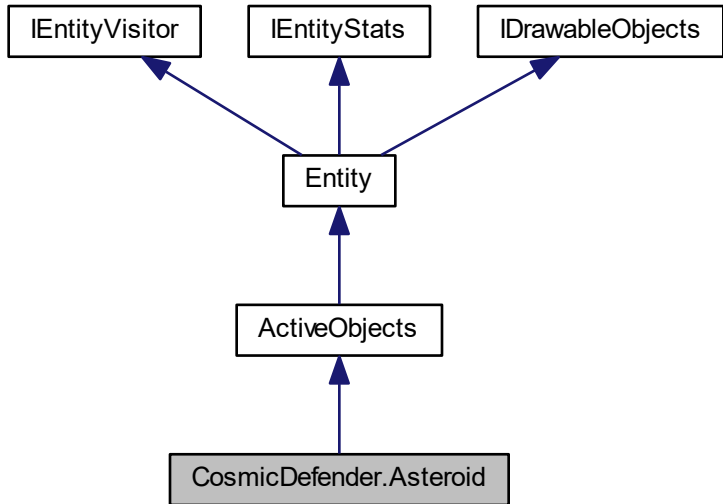 IEntityVisitor
IEntityStats
IDrawableObjects
Entity
ActiveObjects
CosmicDefender.Asteroid